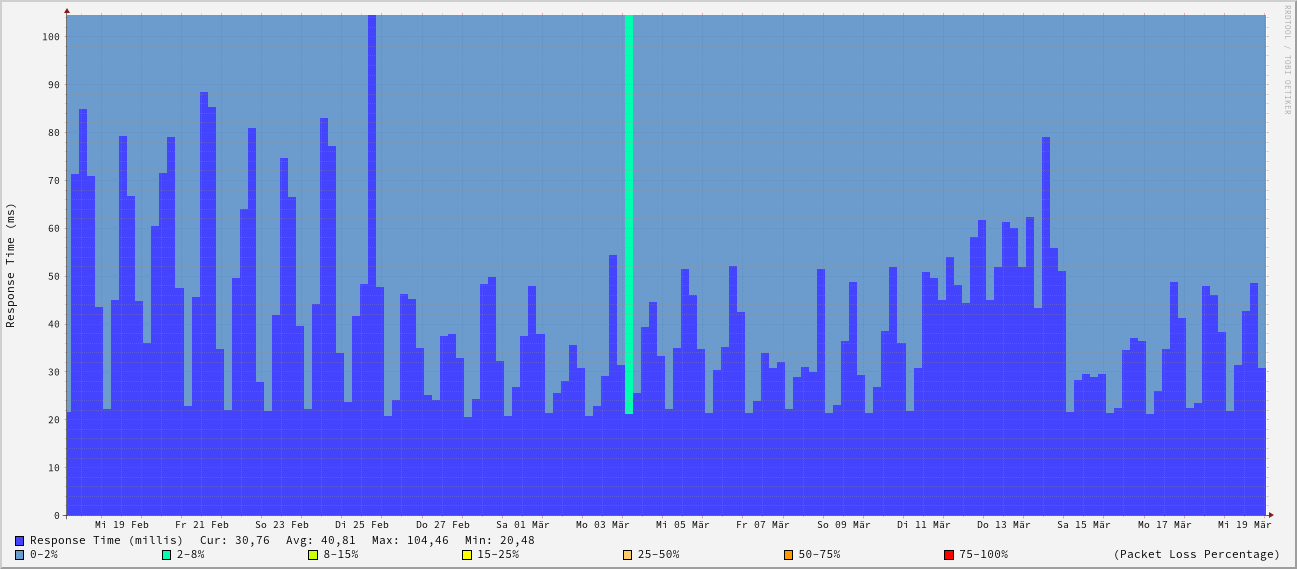 RRDTOOL / TOBI OETIKER
Response Time (ms)
100
90
80
70
60
50
40
30
20
10
0
Mi 19 Feb Fr 21 Feb So 23 Feb Di 25 Feb Do 27 Feb Sa 01 Mär Mo 03 Mär Mi 05 Mär Fr 07 Mär So 09 Mär Di 11 Mär Do 13 Mär Sa 15 Mär Mo 17 Mär Mi 19 Mär
Response Time (millis) Cur: 30,76 Avg: 40,81 Max: 104,46 Min: 20,48
0-2% 2-8% 8-15% 15-25% 25-50% 50-75% 75-100% (Packet Loss Percentage)